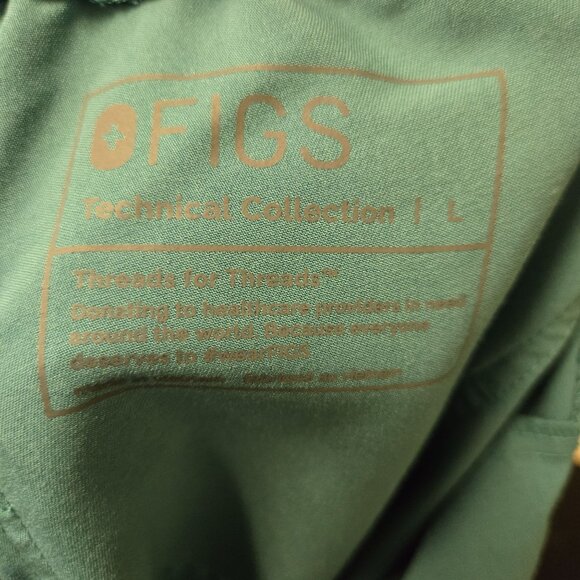 FIGS
Technical Collection | L
Threads for Threads™
Donating to healthcare providers in need
around the world. Because everyone
deserves to #wearFIGS